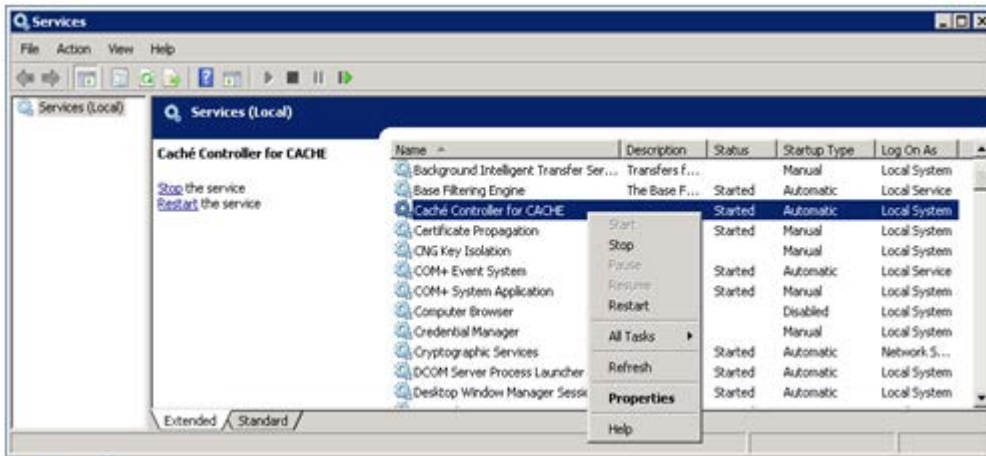 Services
File Action View Help
Services (Local)
Services (Local)
Caché Controller for CACHE
Stop the service
Restart the service
Name Description Status Startup Type Log On As
Background Intelligent Transfer Ser... Transfers f... Manual Local System
Base Filtering Engine The Base F... Started Automatic Local Service
Caché Controller for CACHE Started Automatic Local System
Certificate Propagation Started Manual Local System
CNG Key Isolation Manual Local System
COM+ Event System Started Automatic Local Service
COM+ System Application Started Manual Local System
Computer Browser Disabled Local System
Credential Manager Manual Local System
Cryptographic Services Started Automatic Network S...
DCOM Server Process Launcher Started Automatic Local System
Desktop Window Manager Started Automatic Local System
Start
Stop
Pause
Resume
Restart
All Tasks
Refresh
Properties
Help
Extended Standard